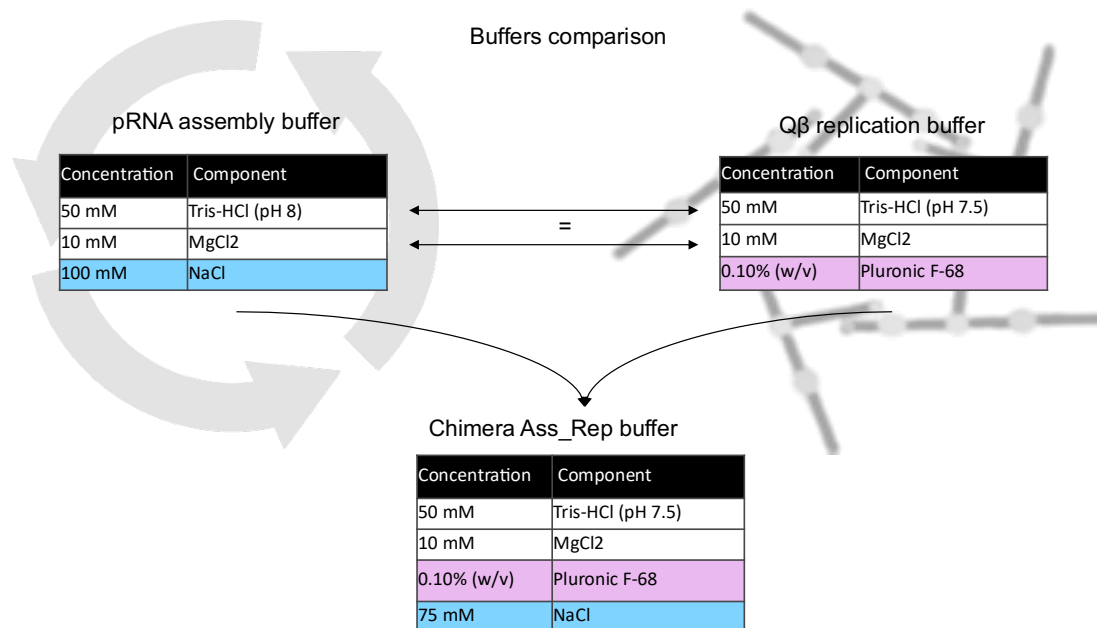 Buffers comparison
pRNA assembly buffer
Concentration Component
50 mM Tris-HCl (pH 8)
10 mM MgCl2
100 mM NaCl
=
Qβ replication buffer
Concentration Component
50 mM Tris-HCl (pH 7.5)
10 mM MgCl2
0.10% (w/v) Pluronic F-68
Chimera Ass_Rep buffer
Concentration Component
50 mM Tris-HCl (pH 7.5)
10 mM MgCl2
0.10% (w/v) Pluronic F-68
75 mM NaCl